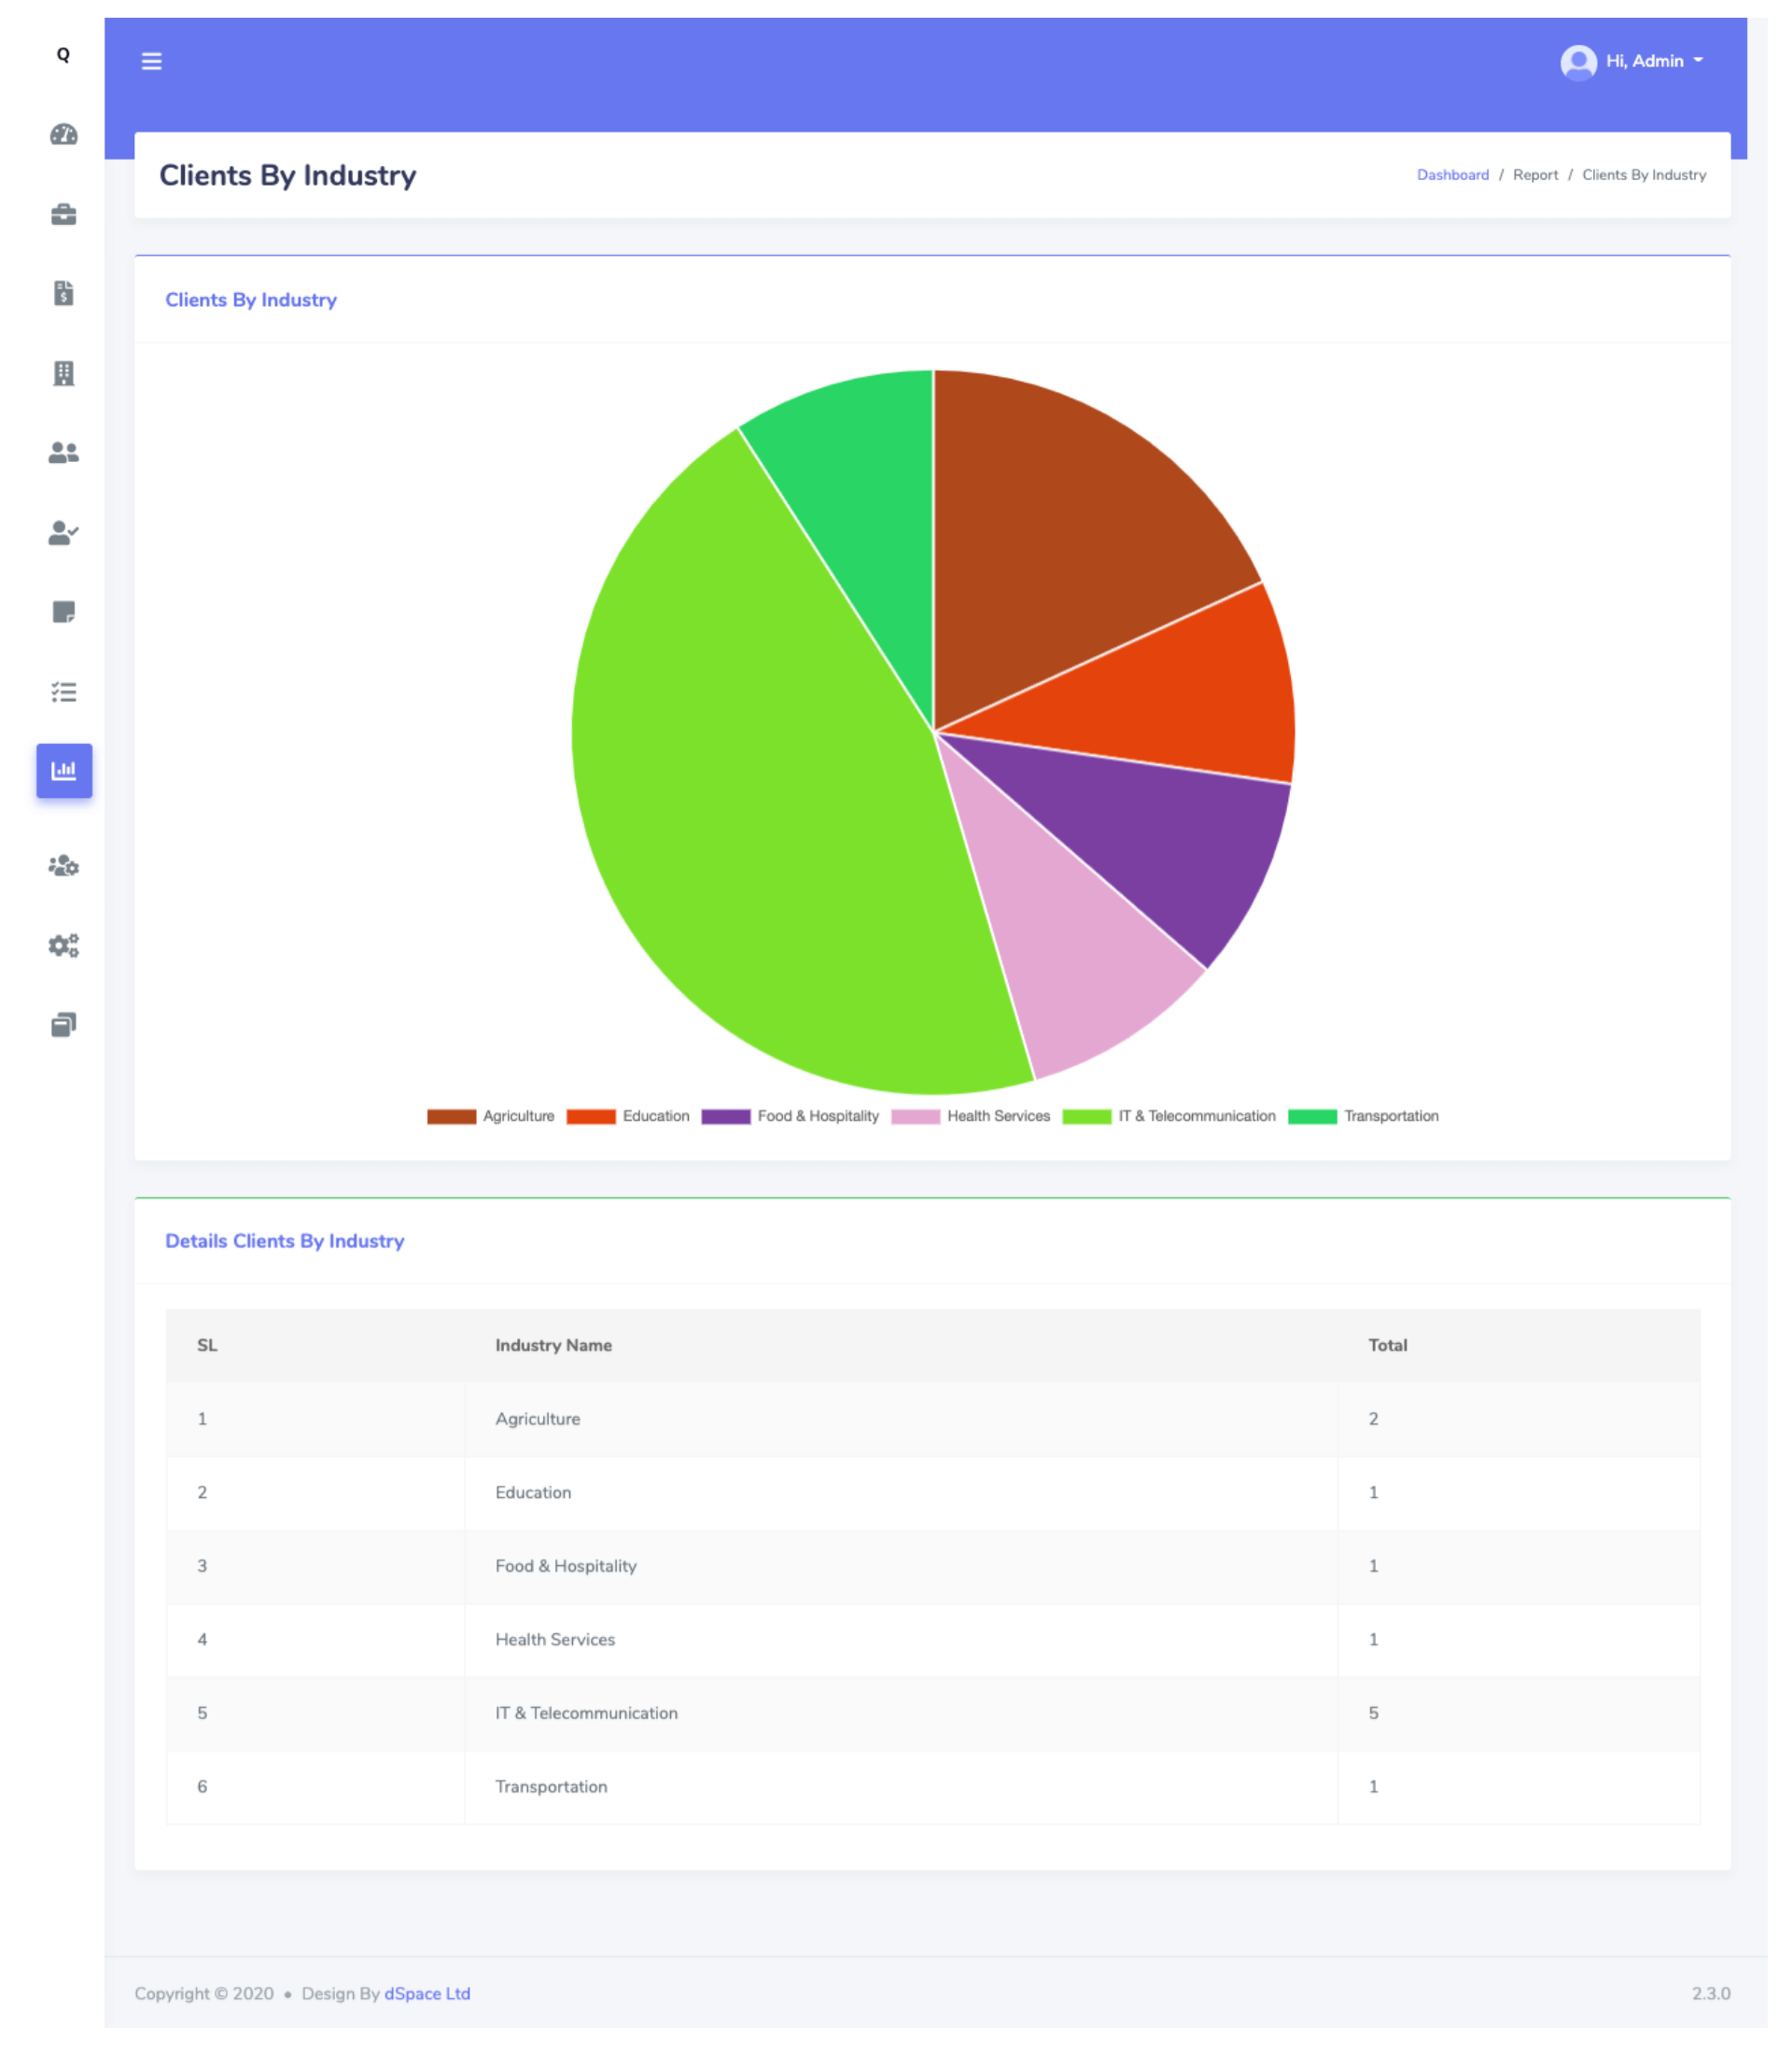 Q
Hi, Admin
Clients By Industry
Dashboard / Report / Clients By Industry
Clients By Industry
Agriculture Education Food & Hospitality Health Services IT & Telecommunication Transportation
Details Clients By Industry
SL Industry Name Total
1 Agriculture 2
2 Education 1
3 Food & Hospitality 1
4 Health Services 1
5 IT & Telecommunication 5
6 Transportation 1
Copyright © 2020 • Design By dSpace Ltd 2.3.0